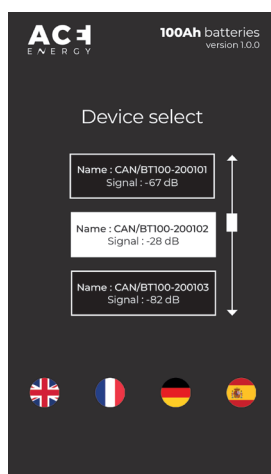 ACE
ENERGY
100Ah batteries
version 1.0.0
Device select
Name : CAN/BT100-200101
Signal : -67 dB
Name : CAN/BT100-200102
Signal : -28 dB
Name : CAN/BT100-200103
Signal : -82 dB